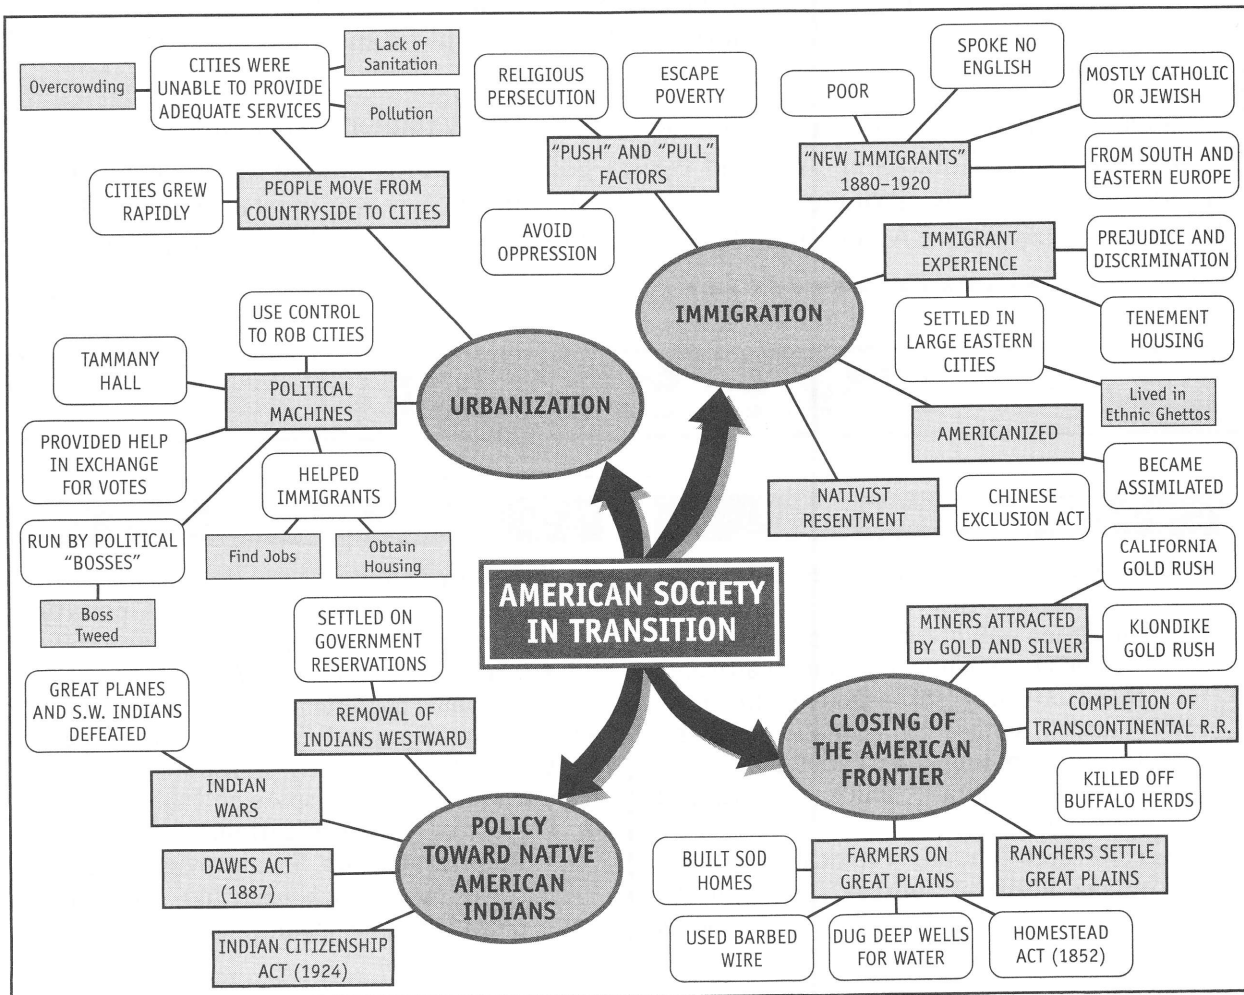 Lack of
Sanitation
CITIES WERE
UNABLE TO PROVIDE
ADEQUATE SERVICES
Overcrowding
Pollution
CITIES GREW
RAPIDLY
PEOPLE MOVE FROM
COUNTRYSIDE TO CITIES
RELIGIOUS
PERSECUTION
ESCAPE
POVERTY
"PUSH" AND "PULL"
FACTORS
AVOID
OPPRESSION
POOR
SPOKE NO
ENGLISH
MOSTLY CATHOLIC
OR JEWISH
"NEW IMMIGRANTS"
1880–1920
FROM SOUTH AND
EASTERN EUROPE
IMMIGRANT
EXPERIENCE
PREJUDICE AND
DISCRIMINATION
IMMIGRATION
SETTLED IN
LARGE EASTERN
CITIES
TENEMENT
HOUSING
Lived in
Ethnic Ghettos
AMERICANIZED
BECAME
ASSIMILATED
NATIVIST
RESENTMENT
CHINESE
EXCLUSION ACT
USE CONTROL
TO ROB CITIES
TAMMANY
HALL
POLITICAL
MACHINES
URBANIZATION
PROVIDED HELP
IN EXCHANGE
FOR VOTES
HELPED
IMMIGRANTS
RUN BY POLITICAL
"BOSSES"
Find Jobs
Obtain
Housing
Boss
Tweed
AMERICAN SOCIETY
IN TRANSITION
SETTLED ON
GOVERNMENT
RESERVATIONS
GREAT PLANES
AND S.W. INDIANS
DEFEATED
REMOVAL OF
INDIANS WESTWARD
INDIAN
WARS
DAWES ACT
(1887)
POLICY
TOWARD NATIVE
AMERICAN
INDIANS
INDIAN CITIZENSHIP
ACT (1924)
CALIFORNIA
GOLD RUSH
MINERS ATTRACTED
BY GOLD AND SILVER
KLONDIKE
GOLD RUSH
CLOSING OF
THE AMERICAN
FRONTIER
COMPLETION OF
TRANSCONTINENTAL R.R.
KILLED OFF
BUFFALO HERDS
BUILT SOD
HOMES
FARMERS ON
GREAT PLAINS
RANCHERS SETTLE
GREAT PLAINS
USED BARBED
WIRE
DUG DEEP WELLS
FOR WATER
HOMESTEAD
ACT (1852)